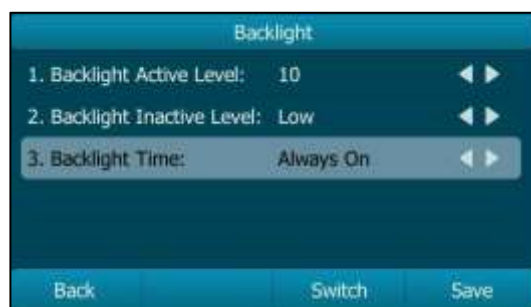 Backlight
1. Backlight Active Level: 10
2. Backlight Inactive Level: Low
3. Backlight Time: Always On
Back Switch Save